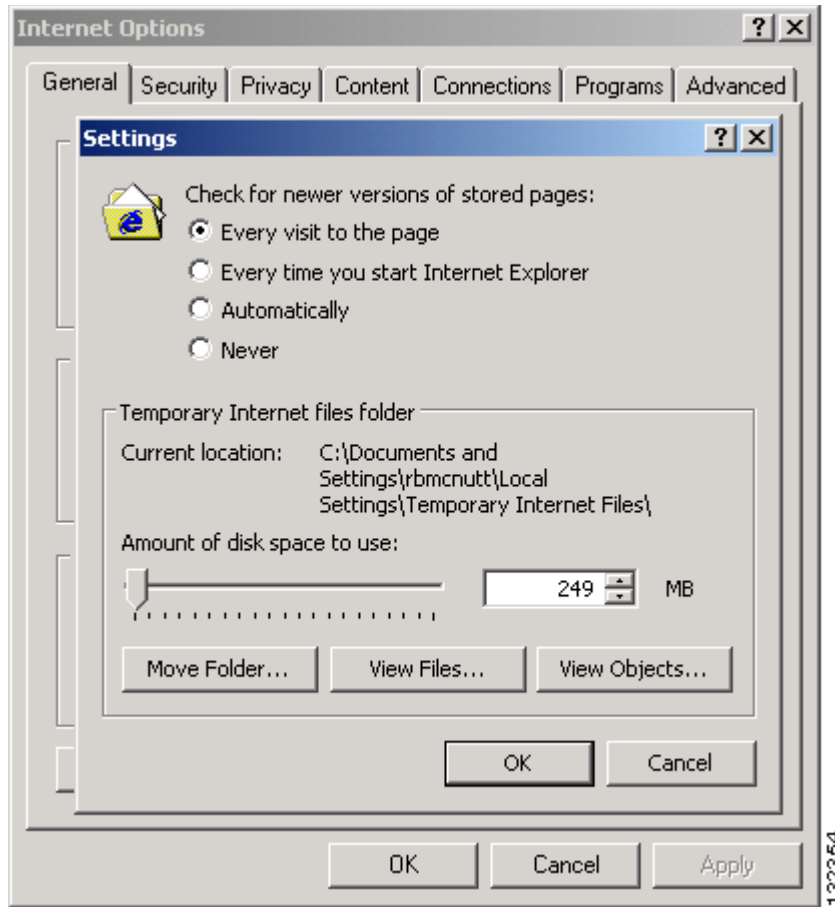 Internet Options
General Security Privacy Content Connections Programs Advanced
Settings
Check for newer versions of stored pages:
Every visit to the page
Every time you start Internet Explorer
Automatically
Never
Temporary Internet files folder
Current location: C:\Documents and
Settings\rbmcnutt\Local
Settings\Temporary Internet Files\
Amount of disk space to use:
249 MB
Move Folder... View Files... View Objects...
OK Cancel
OK Cancel Apply
132354